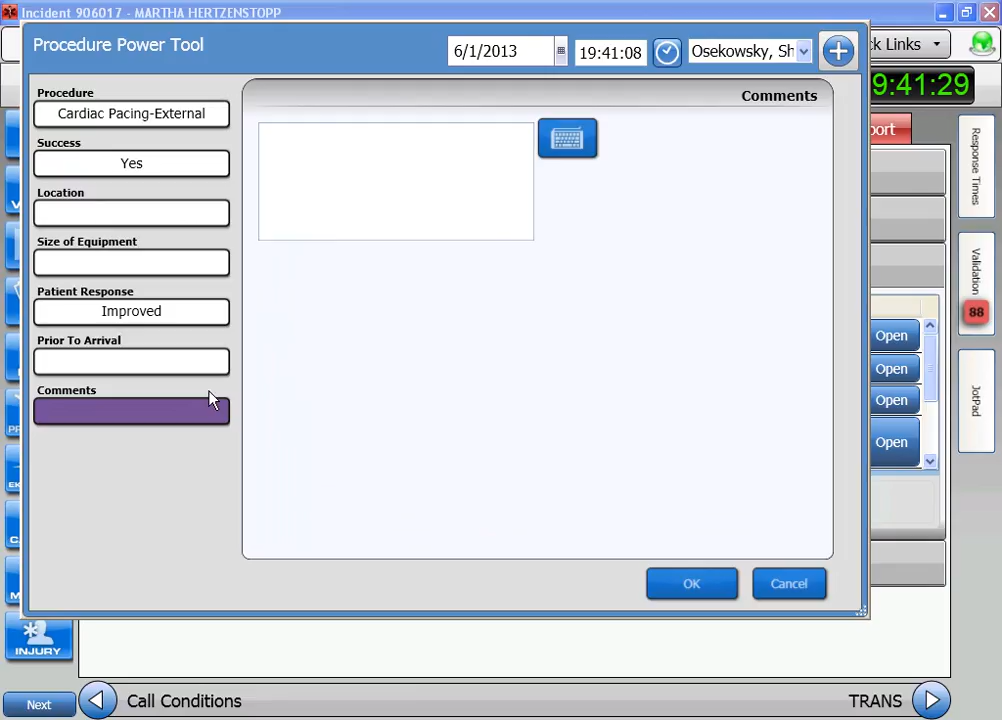 Incident 906017 - MARTHA HERTZENSTOPP
Procedure Power Tool
6/1/2013
19:41:08
Osekowsky, Sh
ck Links
9:41:29
Procedure
Cardiac Pacing-External
Success
Yes
Location
Size of Equipment
Patient Response
Improved
Prior To Arrival
Comments
Comments
OK
Cancel
port
Open
Open
Open
Open
Response Times
Validation
88
JotPad
INJURY
Next
Call Conditions
TRANS